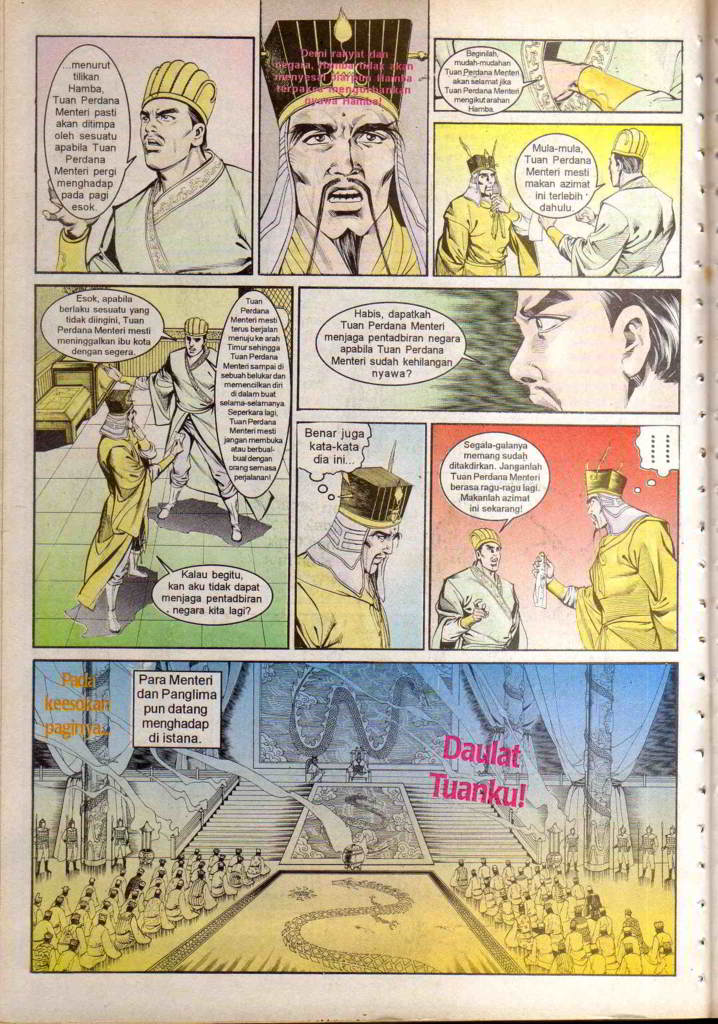 ...menurut
tilikan
Hamba,
Tuan Perdana
Menteri pasti
akan ditimpa
oleh sesuatu
apabila Tuan
Perdana
Menteri pergi
menghadap
pada pagi
esok.
Demi rakyat dan
negara, Hamba tidak akan
menyesal biarpun Hamba
terpaksa mengorbankan
nyawa Hamba!
Beginilah,
mudah-mudahan
Tuan Perdana Menteri
akan selamat jika
Tuan Perdana Menteri
mengikut arahan
Hamba.
Mula-mula,
Tuan Perdana
Menteri mesti
makan azimat
ini terlebih
dahulu.
Esok, apabila
berlaku sesuatu yang
tidak diingini, Tuan
Perdana Menteri mesti
meninggalkan ibu kota
dengan segera.
Tuan
Perdana
Menteri mesti
terus berjalan
menuju ke arah
Timur sehingga
Tuan Perdana
Menteri sampai di
sebuah belukar dan
memencilkan diri
di dalam buat
selama-selamanya.
Seperkara lagi,
Tuan Perdana
Menteri mesti
jangan membuka
atau berbual-
bual dengan
orang semasa
perjalanan!
Kalau begitu,
kan aku tidak dapat
menjaga pentadbiran
negara kita lagi?
Habis, dapatkah
Tuan Perdana Menteri
menjaga pentadbiran negara
apabila Tuan Perdana
Menteri sudah kehilangan
nyawa?
Benar juga
kata-kata
dia ini...
Segala-galanya
memang sudah
ditakdirkan. Janganlah
Tuan Perdana Menteri
berasa ragu-ragu lagi.
Makanlah azimat
ini sekarang!
Pada
keesokan
paginya...
Para Menteri
dan Panglima
pun datang
menghadap
di istana.
Daulat
Tuanku!